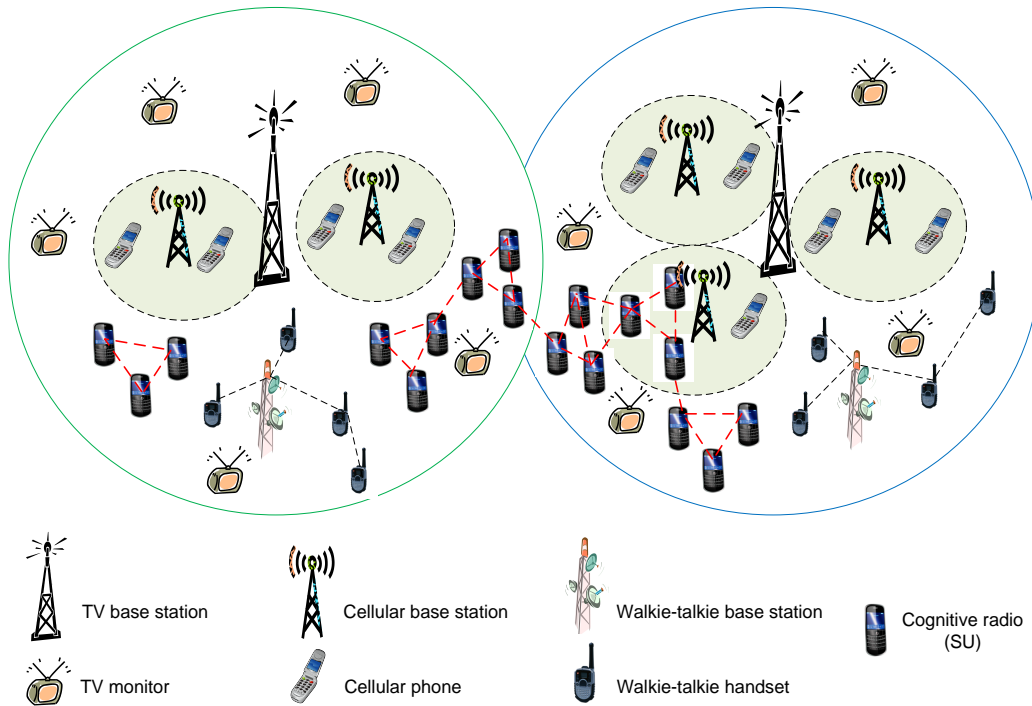 TV base station
Cellular base station
Walkie-talkie base station
Cognitive radio
(SU)
TV monitor
Cellular phone
Walkie-talkie handset